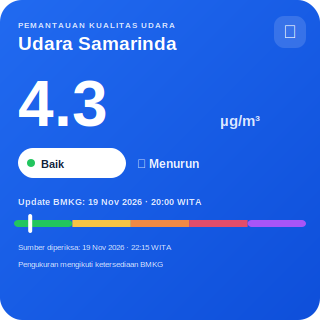 PEMANTAUAN KUALITAS UDARA
Udara Samarinda
4.3
µg/m³
Baik
Menurun
Update BMKG: 19 Nov 2026 · 20:00 WITA
Sumber diperiksa: 19 Nov 2026 · 22:15 WITA
Pengukuran mengikuti ketersediaan BMKG